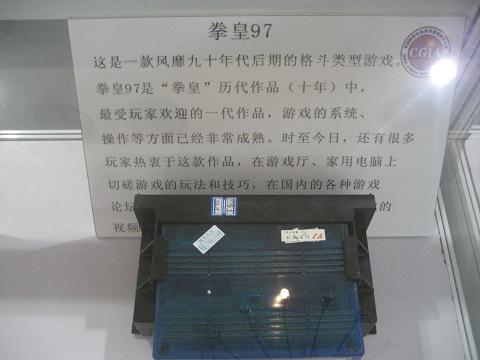 拳皇97
CGIA
这是一款风靡九十年代后期的格斗类型游戏。
拳皇97是“拳皇”历代作品（十年）中，
最受玩家欢迎的一代作品，游戏的系统、
操作等方面已经非常成熟。时至今日，还有很多
玩家热衷于这款作品，在游戏厅、家用电脑上
切磋游戏的玩法和技巧，在国内的各种游戏
论坛
的
视频